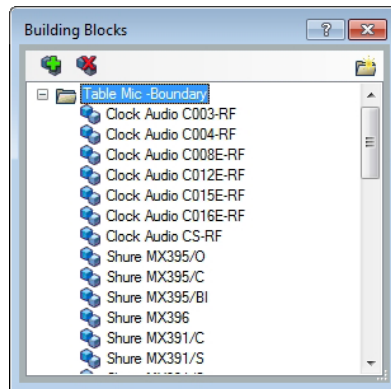 Building Blocks
Table Mic -Boundary
Clock Audio C003-RF
Clock Audio C004-RF
Clock Audio C008E-RF
Clock Audio C012E-RF
Clock Audio C015E-RF
Clock Audio C016E-RF
Clock Audio CS-RF
Shure MX395/O
Shure MX395/C
Shure MX395/BI
Shure MX396
Shure MX391/C
Shure MX391/S